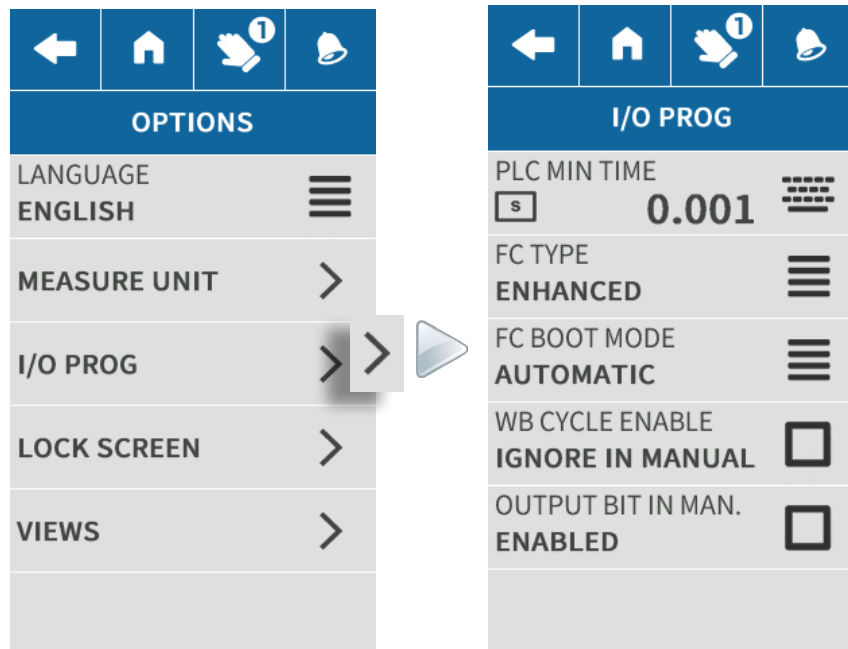 1
OPTIONS
LANGUAGE
ENGLISH
MEASURE UNIT
I/O PROG
LOCK SCREEN
VIEWS
1
I/O PROG
PLC MIN TIME
s 0.001
FC TYPE
ENHANCED
FC BOOT MODE
AUTOMATIC
WB CYCLE ENABLE
IGNORE IN MANUAL
OUTPUT BIT IN MAN.
ENABLED